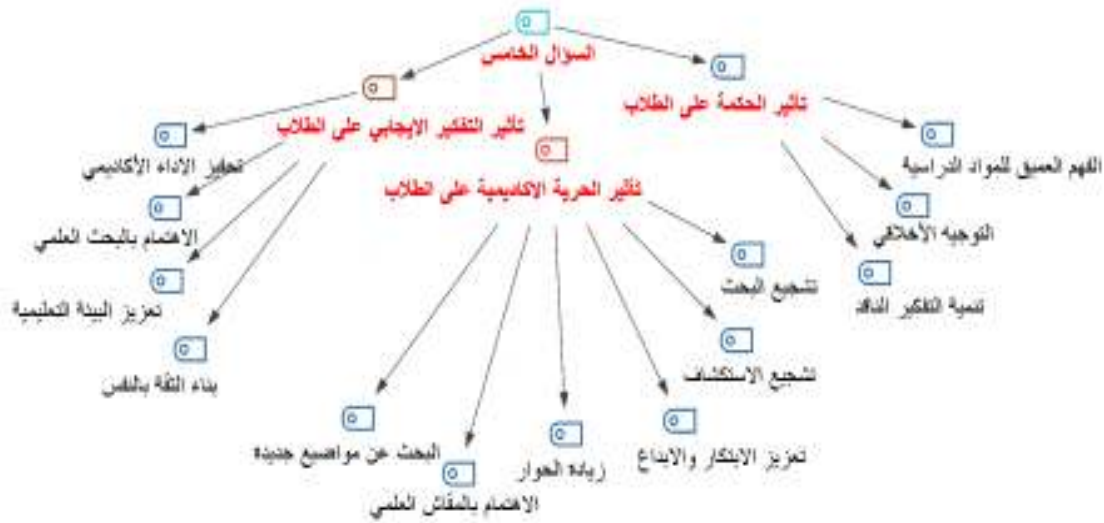 السؤال الخامس
تأثير الحكمة على الطلاب
تأثير التفكير الايجابي على الطلاب
تأثير الحرية الاكاديمية على الطلاب
الفهم العميق للمواد الدراسية
التوجيه الأخلاقي
تنمية التفكير الناقد
تشجيع البحث
تشجيع الاستكشاف
تعزيز الابتكار والابداع
زيادة الحوار
الاهتمام بالنقاش العلمي
البحث عن مواضيع جديدة
تحفيز الاداء الأكاديمي
الاهتمام بالبحث العلمي
تعزيز البيئة التعليمية
بناء الثقة بالنفس